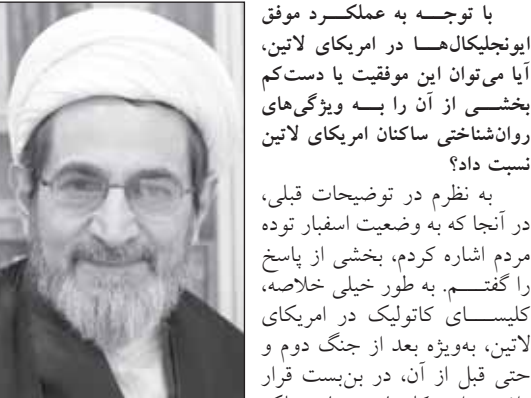 با توجـــه به عملکـــرد موفق
ایونجلیکال‌هـــا در امریکای لاتین،
آیا می‌توان این موفقیت یا دست‌کم
بخشـــی از آن را بـــه ویژگی‌های
روان‌شناختی ساکنان امریکای لاتین
نسبت داد؟
به نظرم در توضیحات قبلی،
در آنجا که به وضعیت اسفبار توده
مردم اشاره کردم، بخشی از پاسخ
را گفتـــم. به طور خیلی خلاصه،
کلیســـای کاتولیک در امریکای
لاتین، به‌ویژه بعد از جنگ دوم و
حتی قبل از آن، در بن‌بست قرار